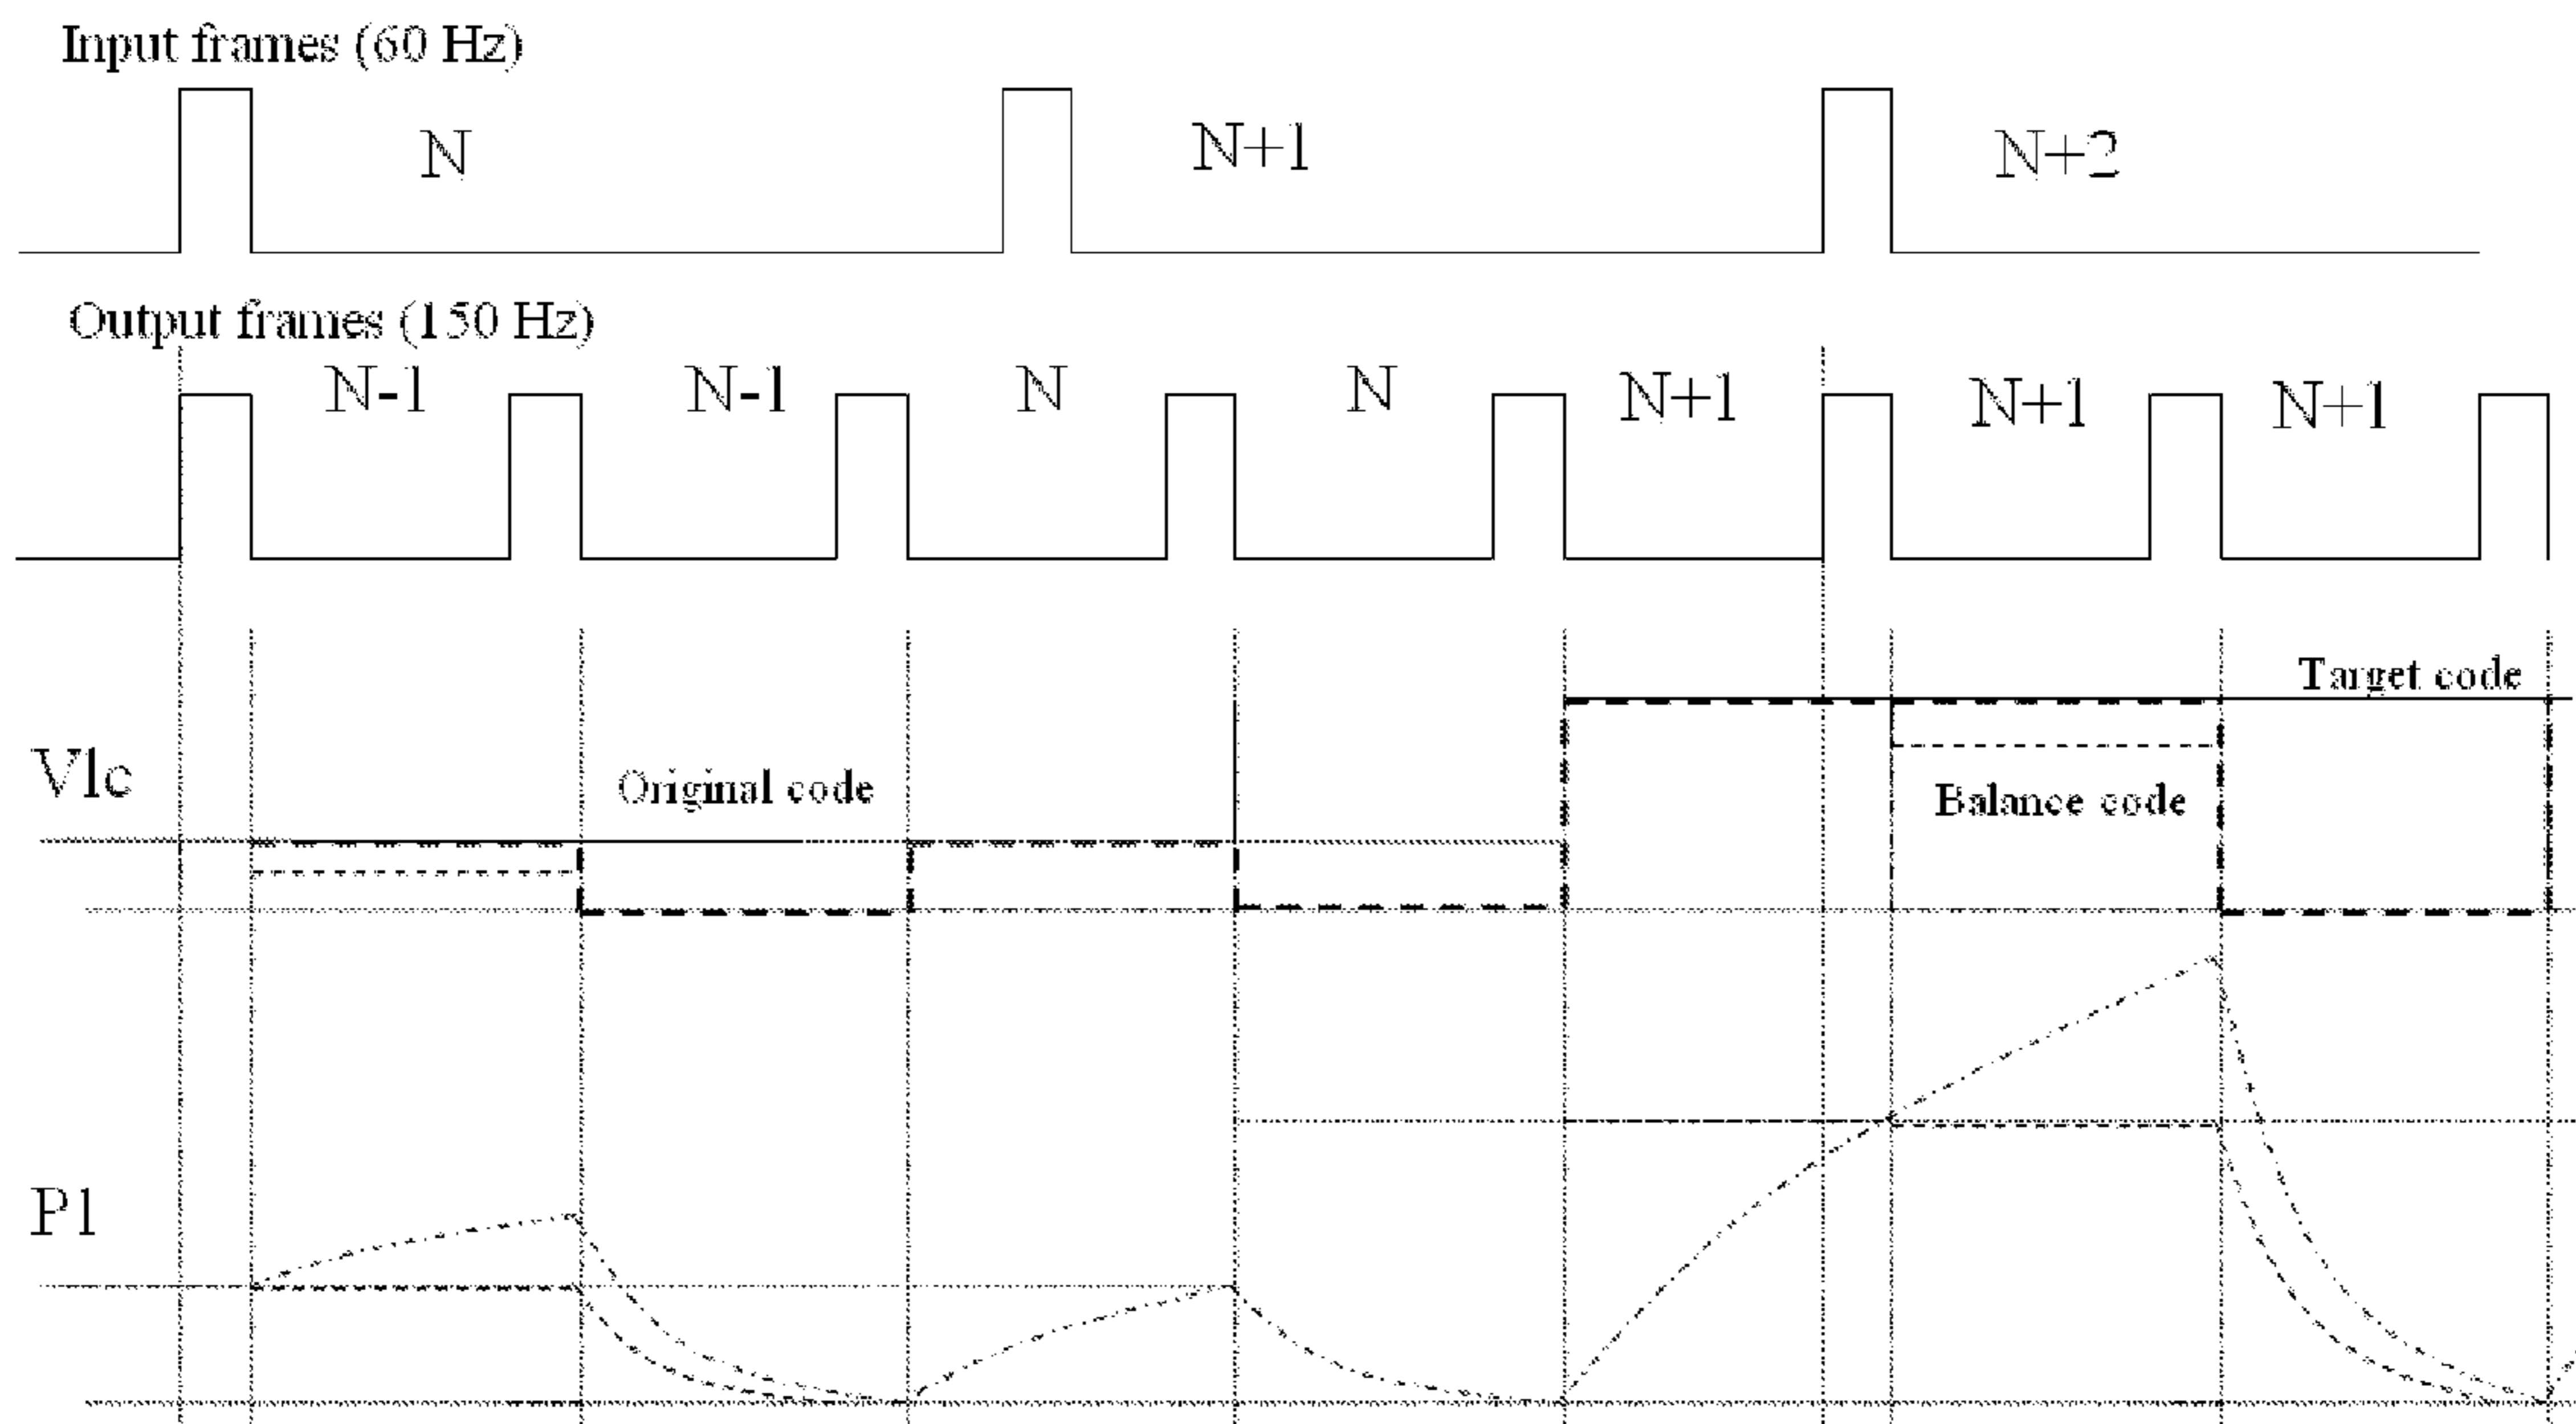 Input frames (60 Hz)
N N+1 N+2
Output frames (150 Hz)
N-1 N-1 N N N+1 N+1 N+1
Target code
Vlc Original code Balance code
P1